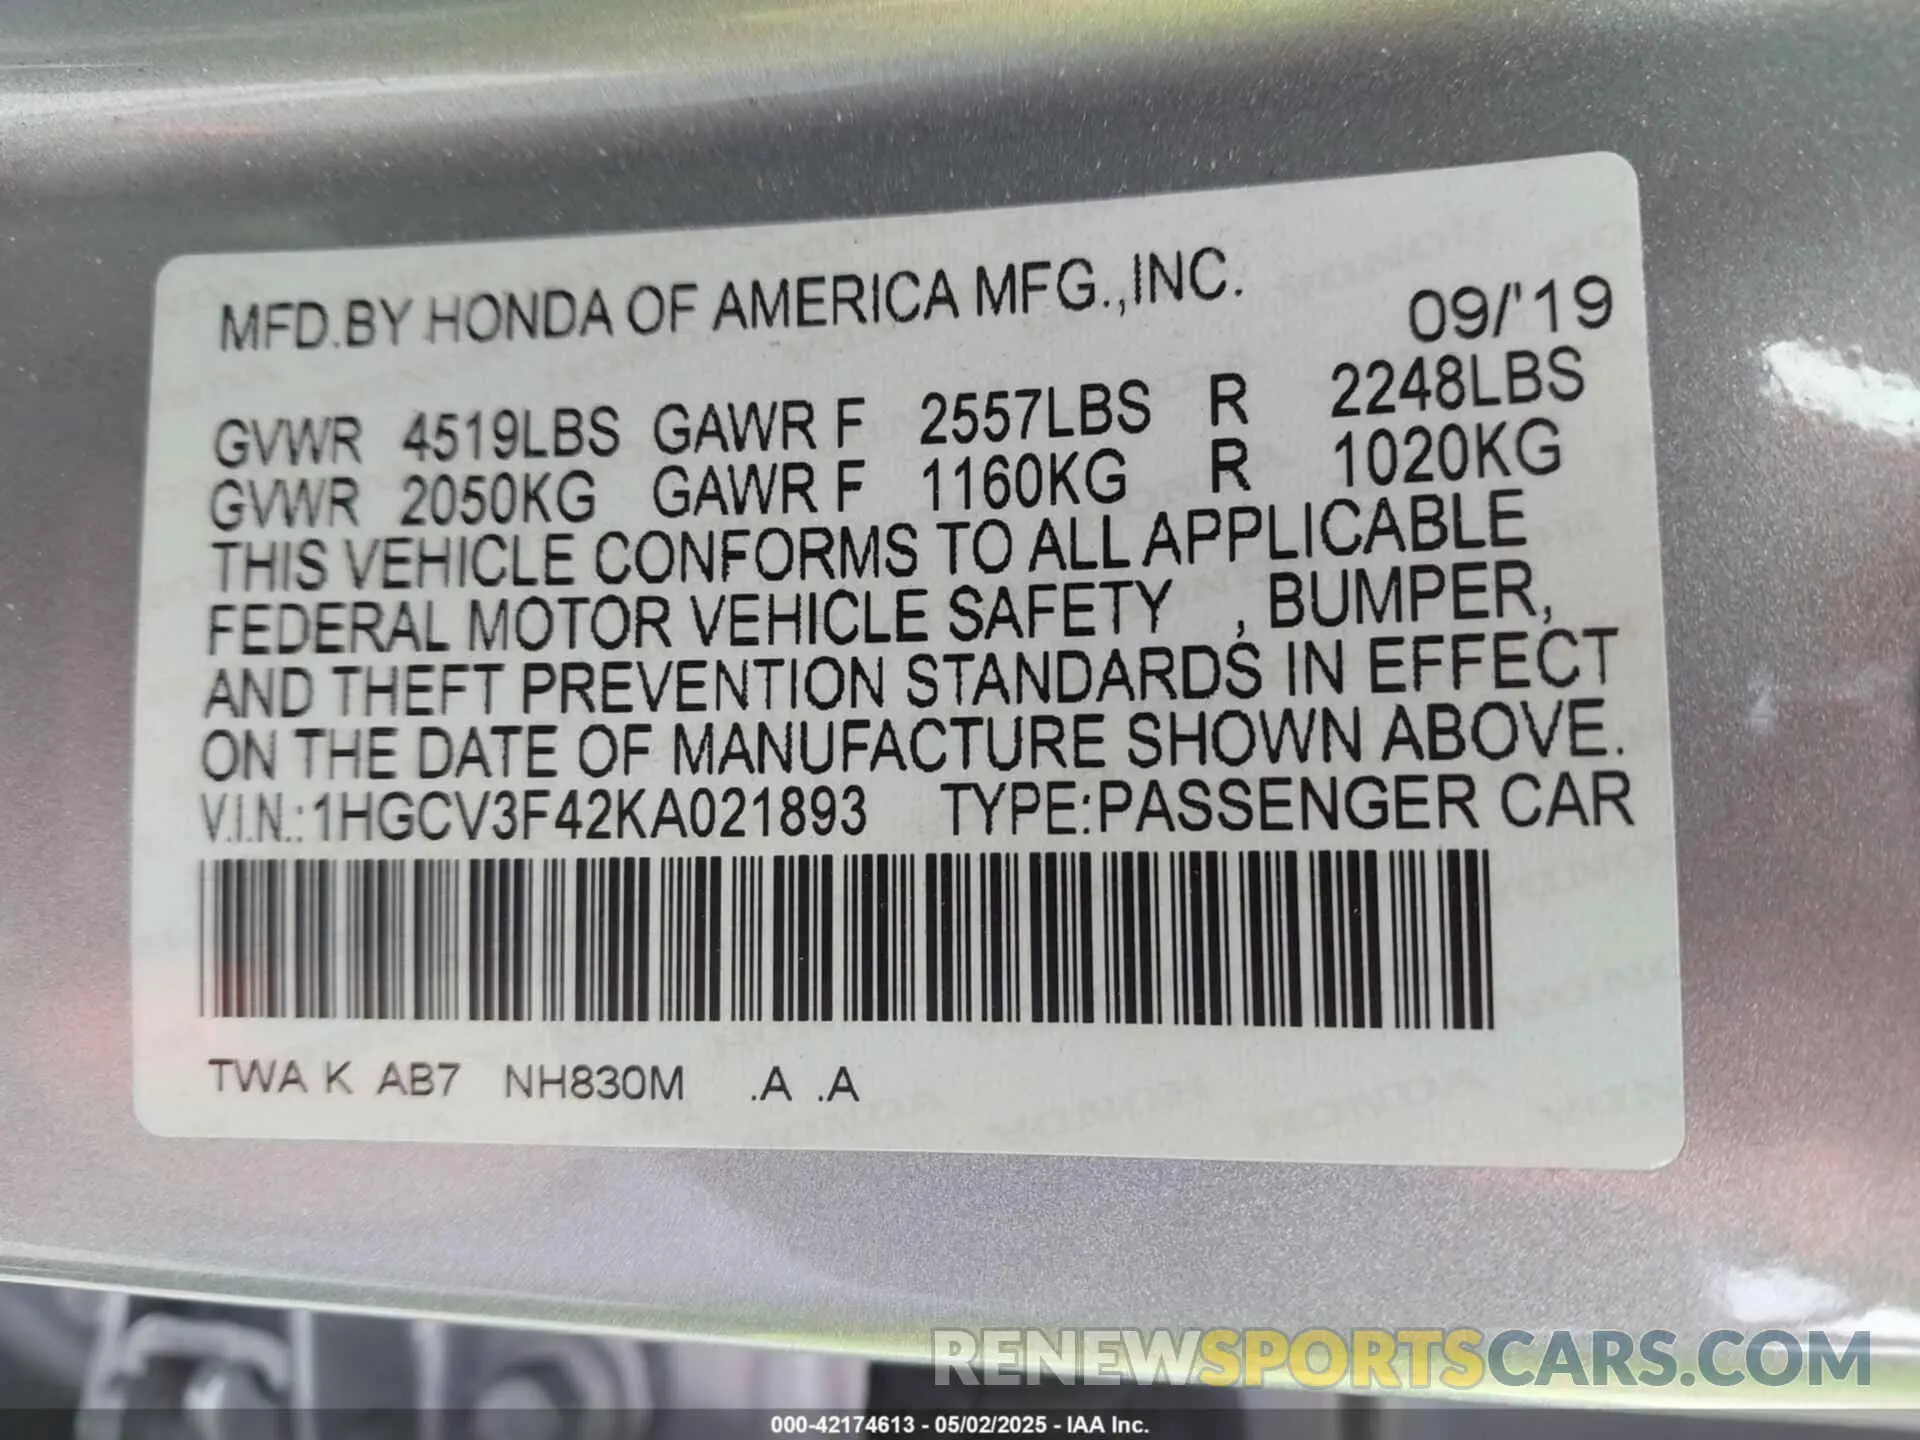 MFD.BY HONDA OF AMERICA MFG.,INC. 09/'19
GVWR 4519LBS GAWR F 2557LBS R 2248LBS
GVWR 2050KG GAWR F 1160KG R 1020KG
THIS VEHICLE CONFORMS TO ALL APPLICABLE
FEDERAL MOTOR VEHICLE SAFETY , BUMPER,
AND THEFT PREVENTION STANDARDS IN EFFECT
ON THE DATE OF MANUFACTURE SHOWN ABOVE.
V.I.N.:1HGCV3F42KA021893 TYPE:PASSENGER CAR
TWA K AB7 NH830M .A .A
RENEWSPORTSCARS.COM
000-42174613 - 05/02/2025 - IAA Inc.